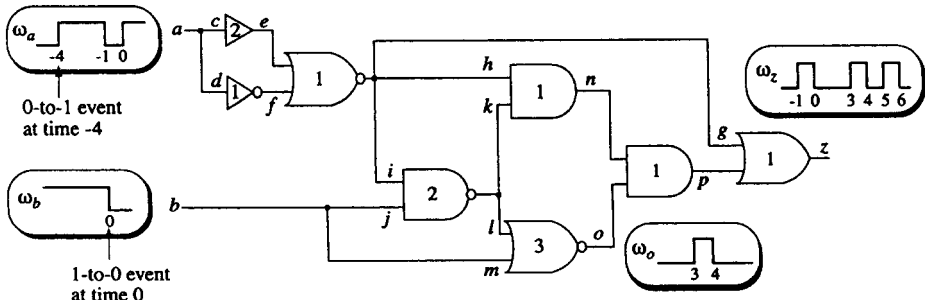 ωa
-4 -1 0
0-to-1 event
at time -4
a
c
2
e
d
1
f
1
h
k
1
n
ωz
-1 0 3 4 5 6
g
1
z
i
j
2
1
p
ωb
0
b
l
m
3
o
ωo
3 4
1-to-0 event
at time 0